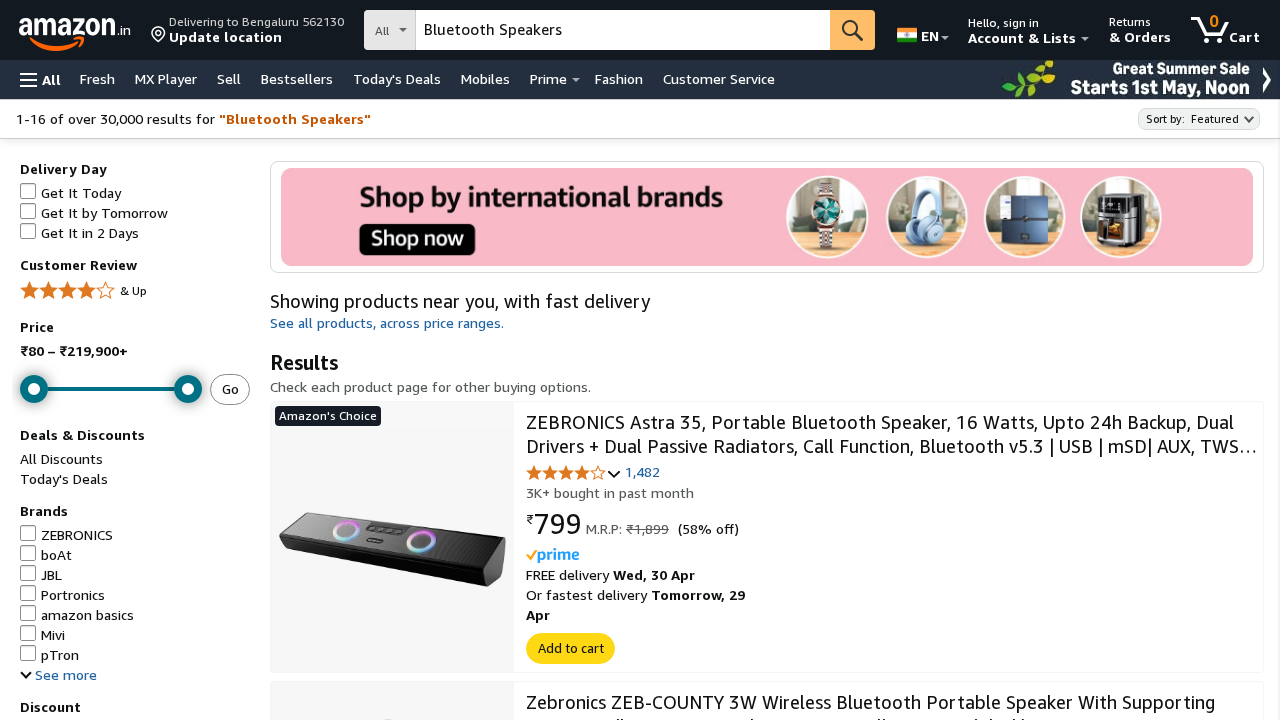 amazon.in
Delivering to Bengaluru 562130
Update location
All
Bluetooth Speakers
EN
Hello, sign in
Account & Lists
Returns
& Orders
0
Cart
All
Fresh
MX Player
Sell
Bestsellers
Today's Deals
Mobiles
Prime
Fashion
Customer Service
Great Summer Sale
Starts 1st May, Noon
1-16 of over 30,000 results for "Bluetooth Speakers"
Sort by: Featured
Delivery Day
Get It Today
Get It by Tomorrow
Get It in 2 Days
Customer Review
& Up
Price
₹80 – ₹219,900+
Go
Deals & Discounts
All Discounts
Today's Deals
Brands
ZEBRONICS
boAt
JBL
Portronics
amazon basics
Mivi
pTron
See more
Discount
Shop by international brands
Shop now
Showing products near you, with fast delivery
See all products, across price ranges.
Results
Check each product page for other buying options.
Amazon's Choice
ZEBRONICS Astra 35, Portable Bluetooth Speaker, 16 Watts, Upto 24h Backup, Dual
Drivers + Dual Passive Radiators, Call Function, Bluetooth v5.3 | USB | mSD| AUX, TWS…
1,482
3K+ bought in past month
₹799 M.R.P: ₹1,899 (58% off)
prime
FREE delivery Wed, 30 Apr
Or fastest delivery Tomorrow, 29
Apr
Add to cart
Zebronics ZEB-COUNTY 3W Wireless Bluetooth Portable Speaker With Supporting